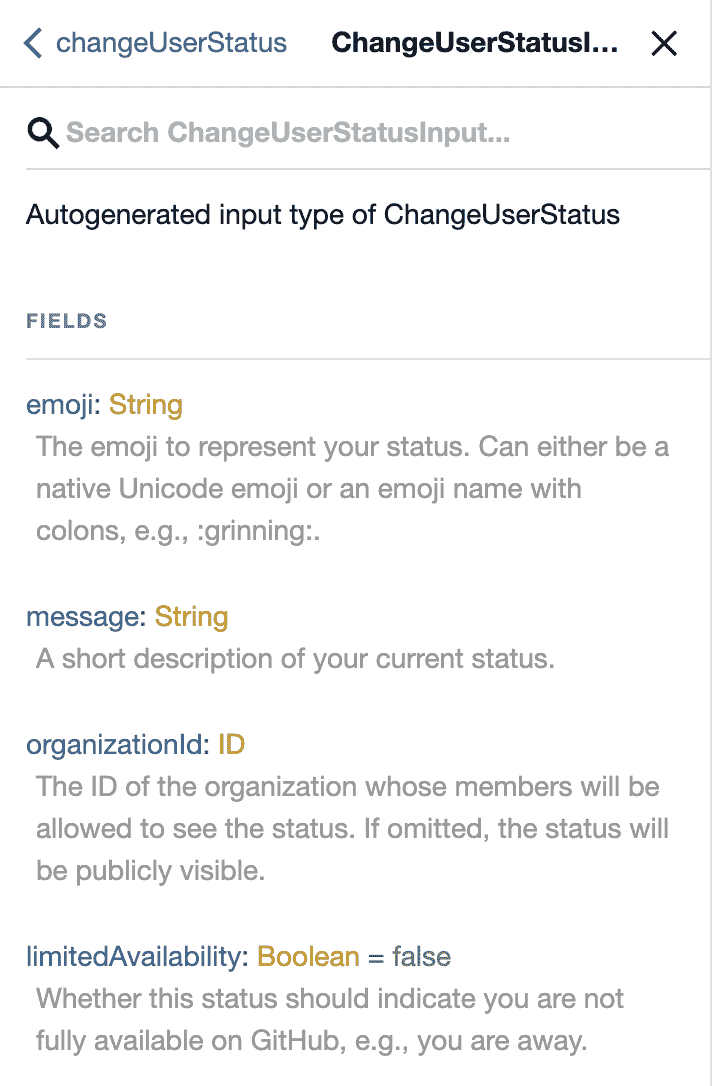 changeUserStatus ChangeUserStatusI...
Search ChangeUserStatusInput...
Autogenerated input type of ChangeUserStatus
FIELDS
emoji: String
The emoji to represent your status. Can either be a
native Unicode emoji or an emoji name with
colons, e.g., :grinning:.
message: String
A short description of your current status.
organizationId: ID
The ID of the organization whose members will be
allowed to see the status. If omitted, the status will
be publicly visible.
limitedAvailability: Boolean = false
Whether this status should indicate you are not
fully available on GitHub, e.g., you are away.